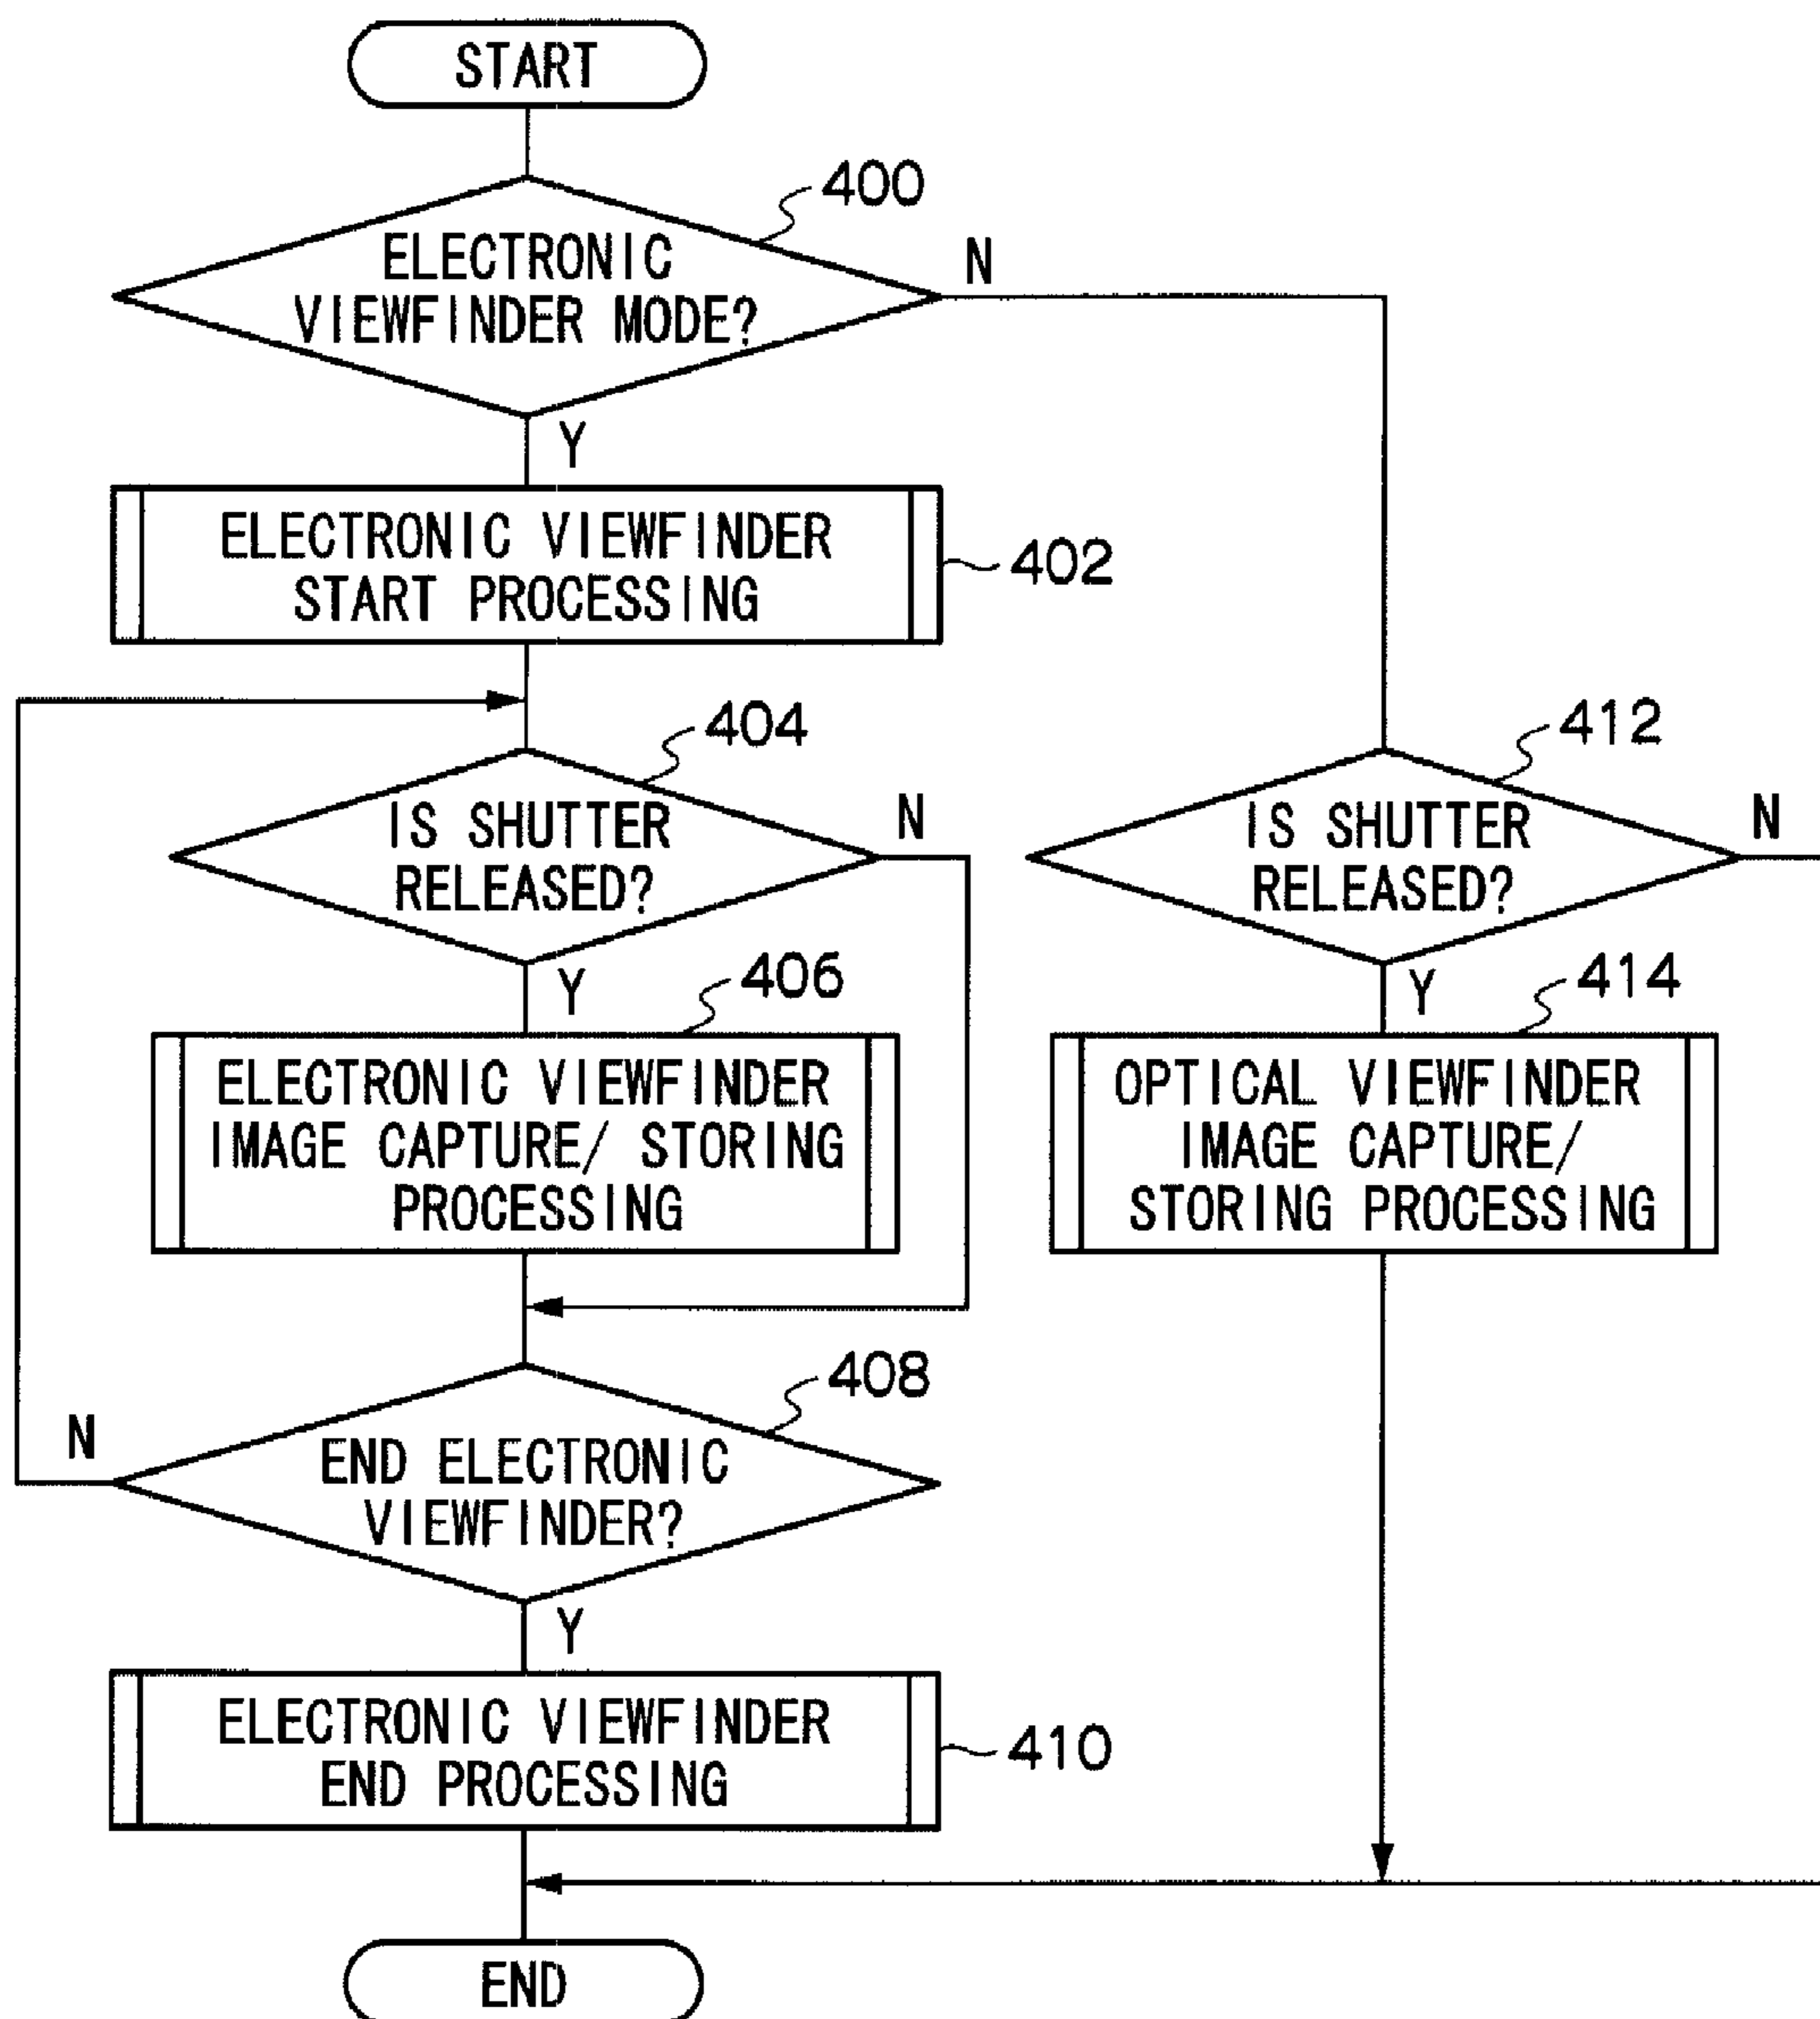 START
400
ELECTRONIC
VIEWFINDER MODE?
N
Y
ELECTRONIC VIEWFINDER
START PROCESSING
402
404
IS SHUTTER
RELEASED?
N
Y
406
ELECTRONIC VIEWFINDER
IMAGE CAPTURE/ STORING
PROCESSING
408
END ELECTRONIC
VIEWFINDER?
N
Y
ELECTRONIC VIEWFINDER
END PROCESSING
410
412
IS SHUTTER
RELEASED?
N
Y
414
OPTICAL VIEWFINDER
IMAGE CAPTURE/
STORING PROCESSING
END